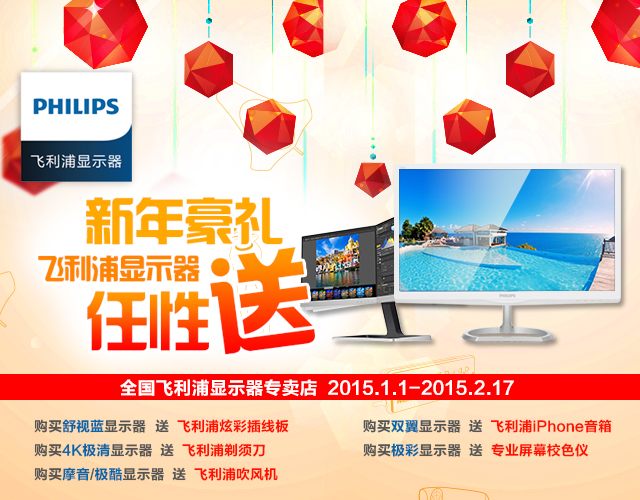 PHILIPS
飞利浦显示器
新年豪礼
飞利浦显示器
任性送
PHILIPS
全国飞利浦显示器专卖店 2015.1.1-2015.2.17
购买舒视蓝显示器 送 飞利浦炫彩插线板
购买双翼显示器 送 飞利浦iPhone音箱
购买4K极清显示器 送 飞利浦剃须刀
购买极彩显示器 送 专业屏幕校色仪
购买摩音/极酷显示器 送 飞利浦吹风机